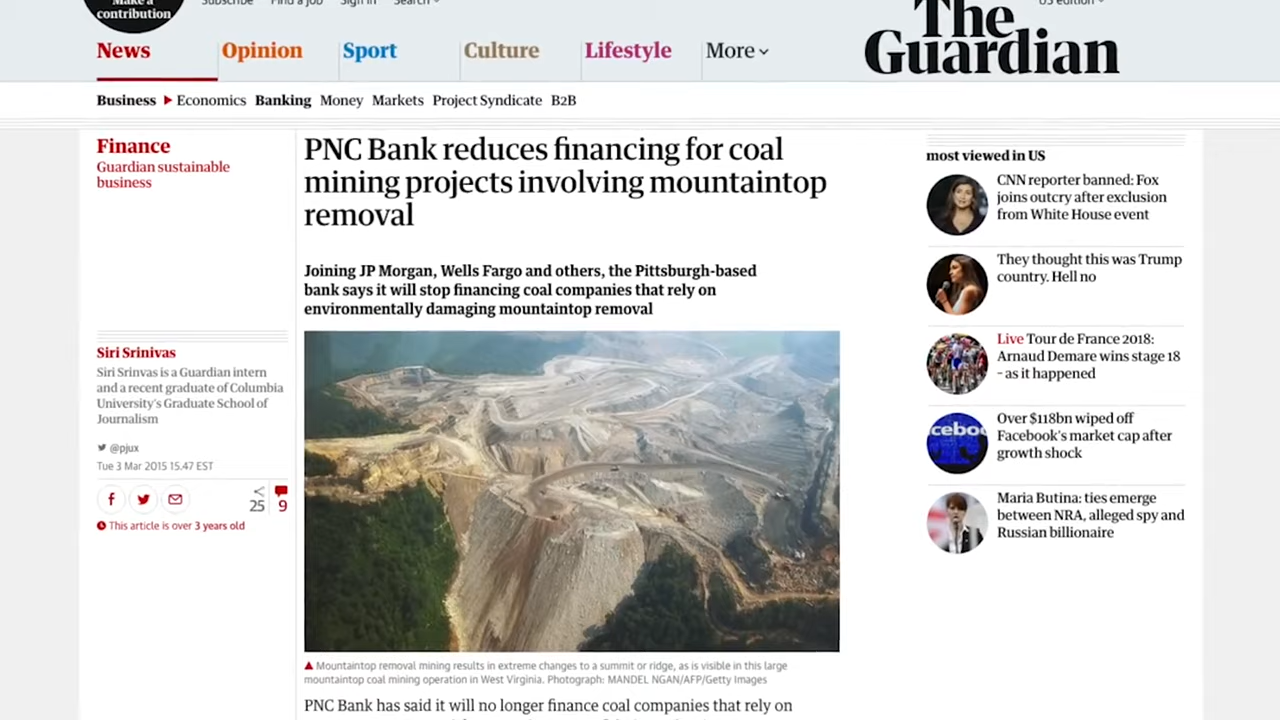 Make a
contribution
Subscribe Find a job Sign in Search
US edition
The
Guardian
News Opinion Sport Culture Lifestyle More
Business Economics Banking Money Markets Project Syndicate B2B
Finance
Guardian sustainable
business
PNC Bank reduces financing for coal
mining projects involving mountaintop
removal
Joining JP Morgan, Wells Fargo and others, the Pittsburgh-based
bank says it will stop financing coal companies that rely on
environmentally damaging mountaintop removal
Siri Srinivas
Siri Srinvas is a Guardian intern
and a recent graduate of Columbia
University's Graduate School of
Journalism
@pjux
Tue 3 Mar 2015 15.47 EST
25 9
This article is over 3 years old
Mountaintop removal mining results in extreme changes to a summit or ridge, as is visible in this large
mountaintop coal mining operation in West Virginia. Photograph: MANDEL NGAN/AFP/Getty Images
PNC Bank has said it will no longer finance coal companies that rely on
most viewed in US
CNN reporter banned: Fox
joins outcry after exclusion
from White House event
They thought this was Trump
country. Hell no
Live Tour de France 2018:
Arnaud Demare wins stage 18
– as it happened
cebo
Over $118bn wiped off
Facebook's market cap after
growth shock
Maria Butina: ties emerge
between NRA, alleged spy and
Russian billionaire